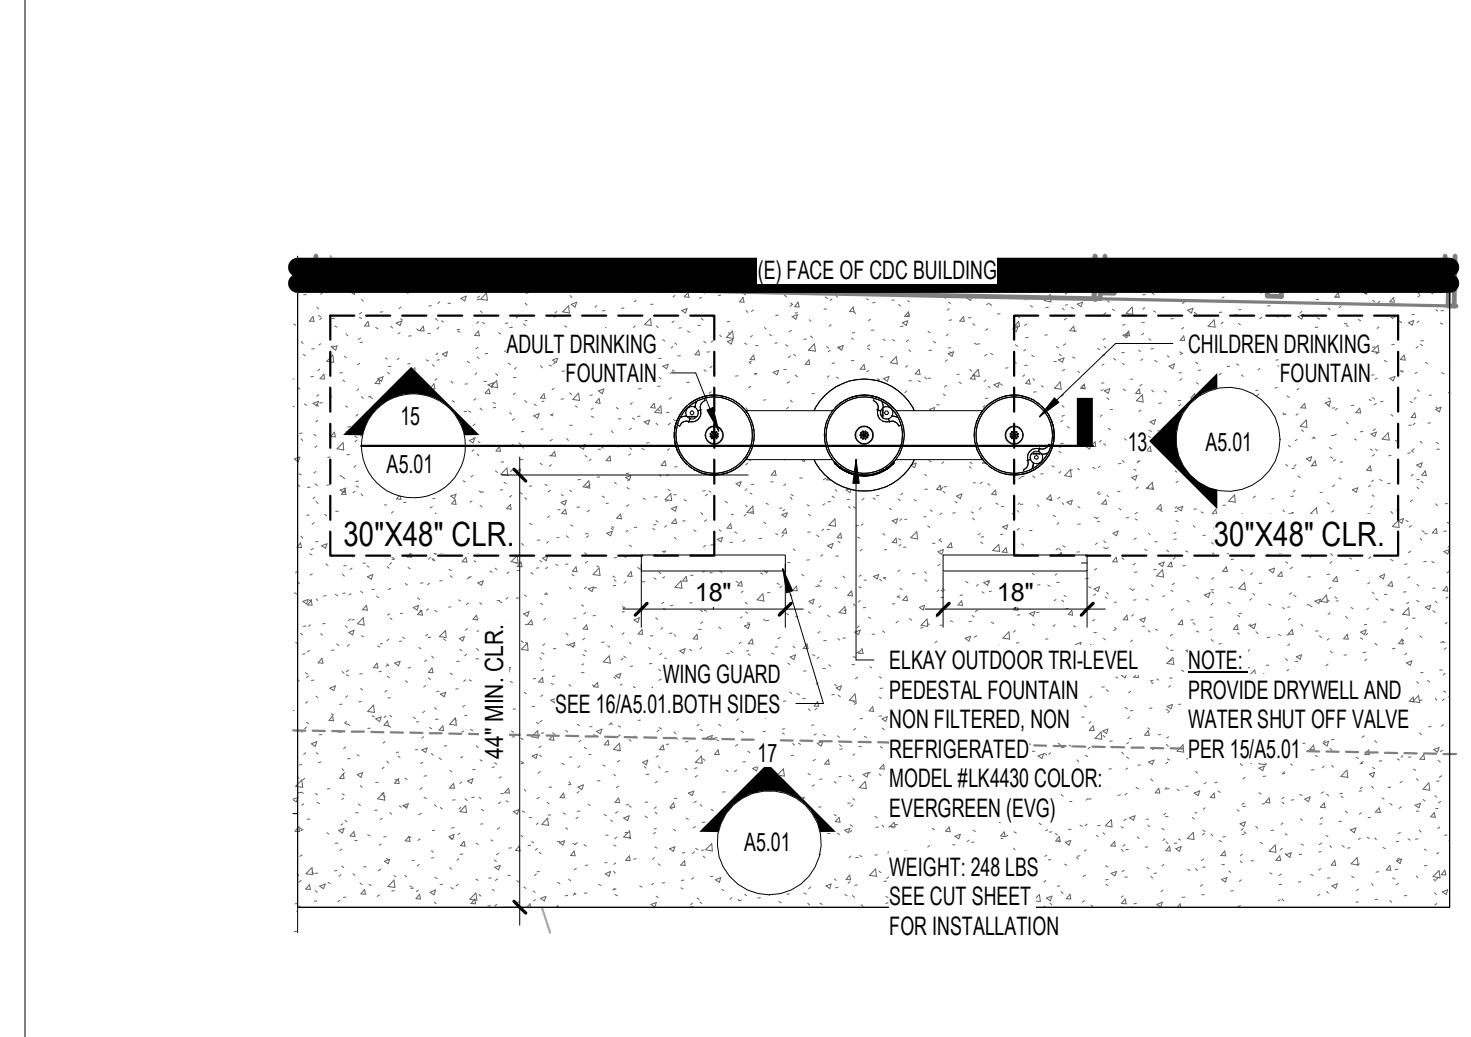 (E) FACE OF CDC BUILDING
ADULT DRINKING
FOUNTAIN
CHILDREN DRINKING
FOUNTAIN
15
A5.01
13
A5.01
30"X48" CLR.
30"X48" CLR.
18"
18"
44" MIN. CLR.
WING GUARD
SEE 16/A5.01.BOTH SIDES
ELKAY OUTDOOR TRI-LEVEL
PEDESTAL FOUNTAIN
NON FILTERED, NON
REFRIGERATED
MODEL #LK4430 COLOR:
EVERGREEN (EVG)
WEIGHT: 248 LBS
SEE CUT SHEET
FOR INSTALLATION
NOTE:
PROVIDE DRYWELL AND
WATER SHUT OFF VALVE
PER 15/A5.01
17
A5.01